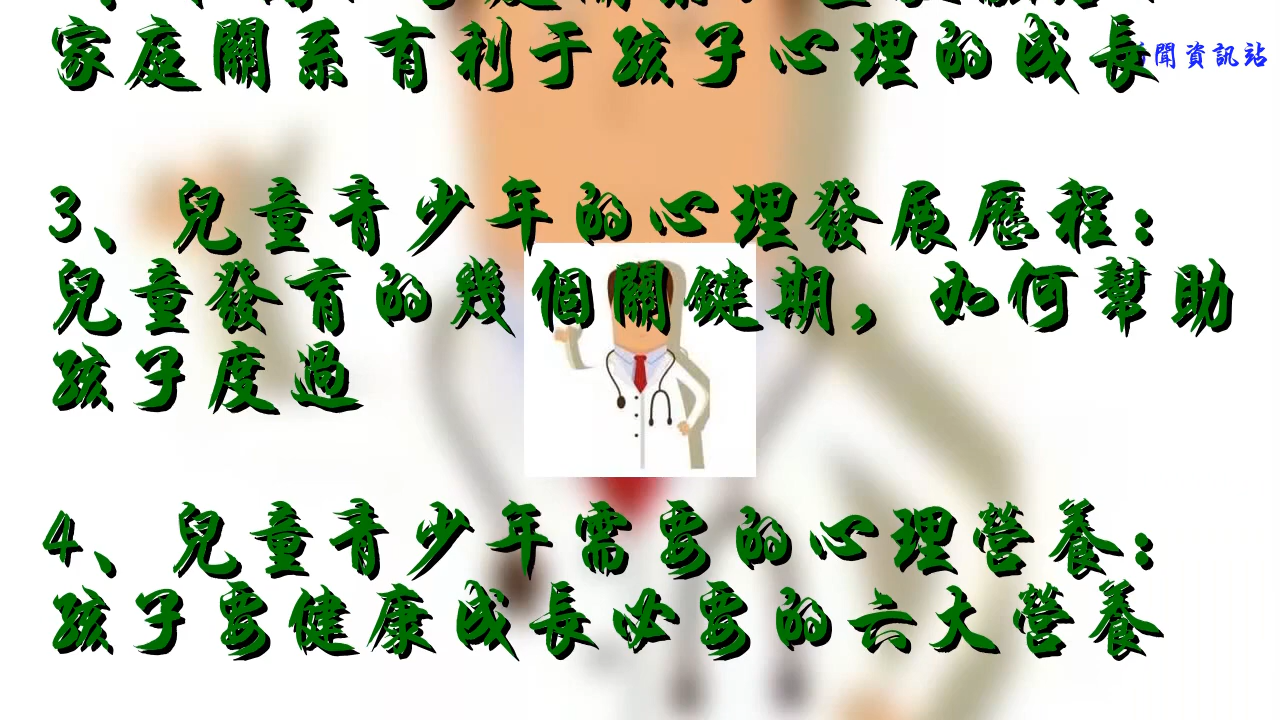 家庭關系有利于孩子心理的成長
聞資訊站
3、兒童青少年的心理發展歷程：
兒童發育的幾個關鍵期，如何幫助
孩子度過
4、兒童青少年需要的心理營養：
孩子要健康成長必要的六大營養